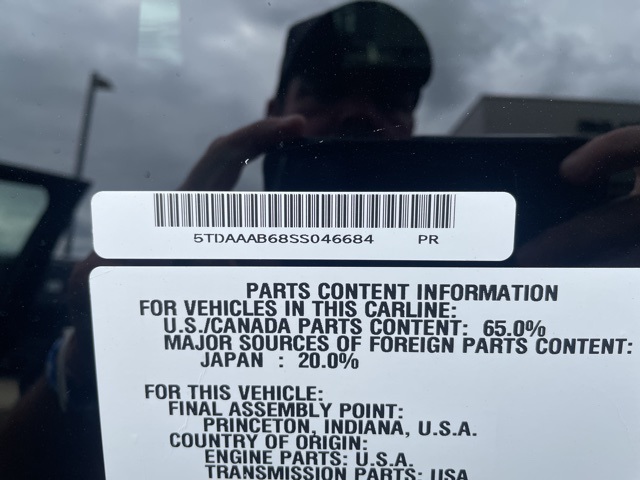 5TDAAAB68SS046684 PR
PARTS CONTENT INFORMATION
FOR VEHICLES IN THIS CARLINE:
U.S./CANADA PARTS CONTENT: 65.0%
MAJOR SOURCES OF FOREIGN PARTS CONTENT:
JAPAN : 20.0%
FOR THIS VEHICLE:
FINAL ASSEMBLY POINT:
PRINCETON, INDIANA, U.S.A.
COUNTRY OF ORIGIN:
ENGINE PARTS: U.S.A.
TRANSMISSION PARTS: USA